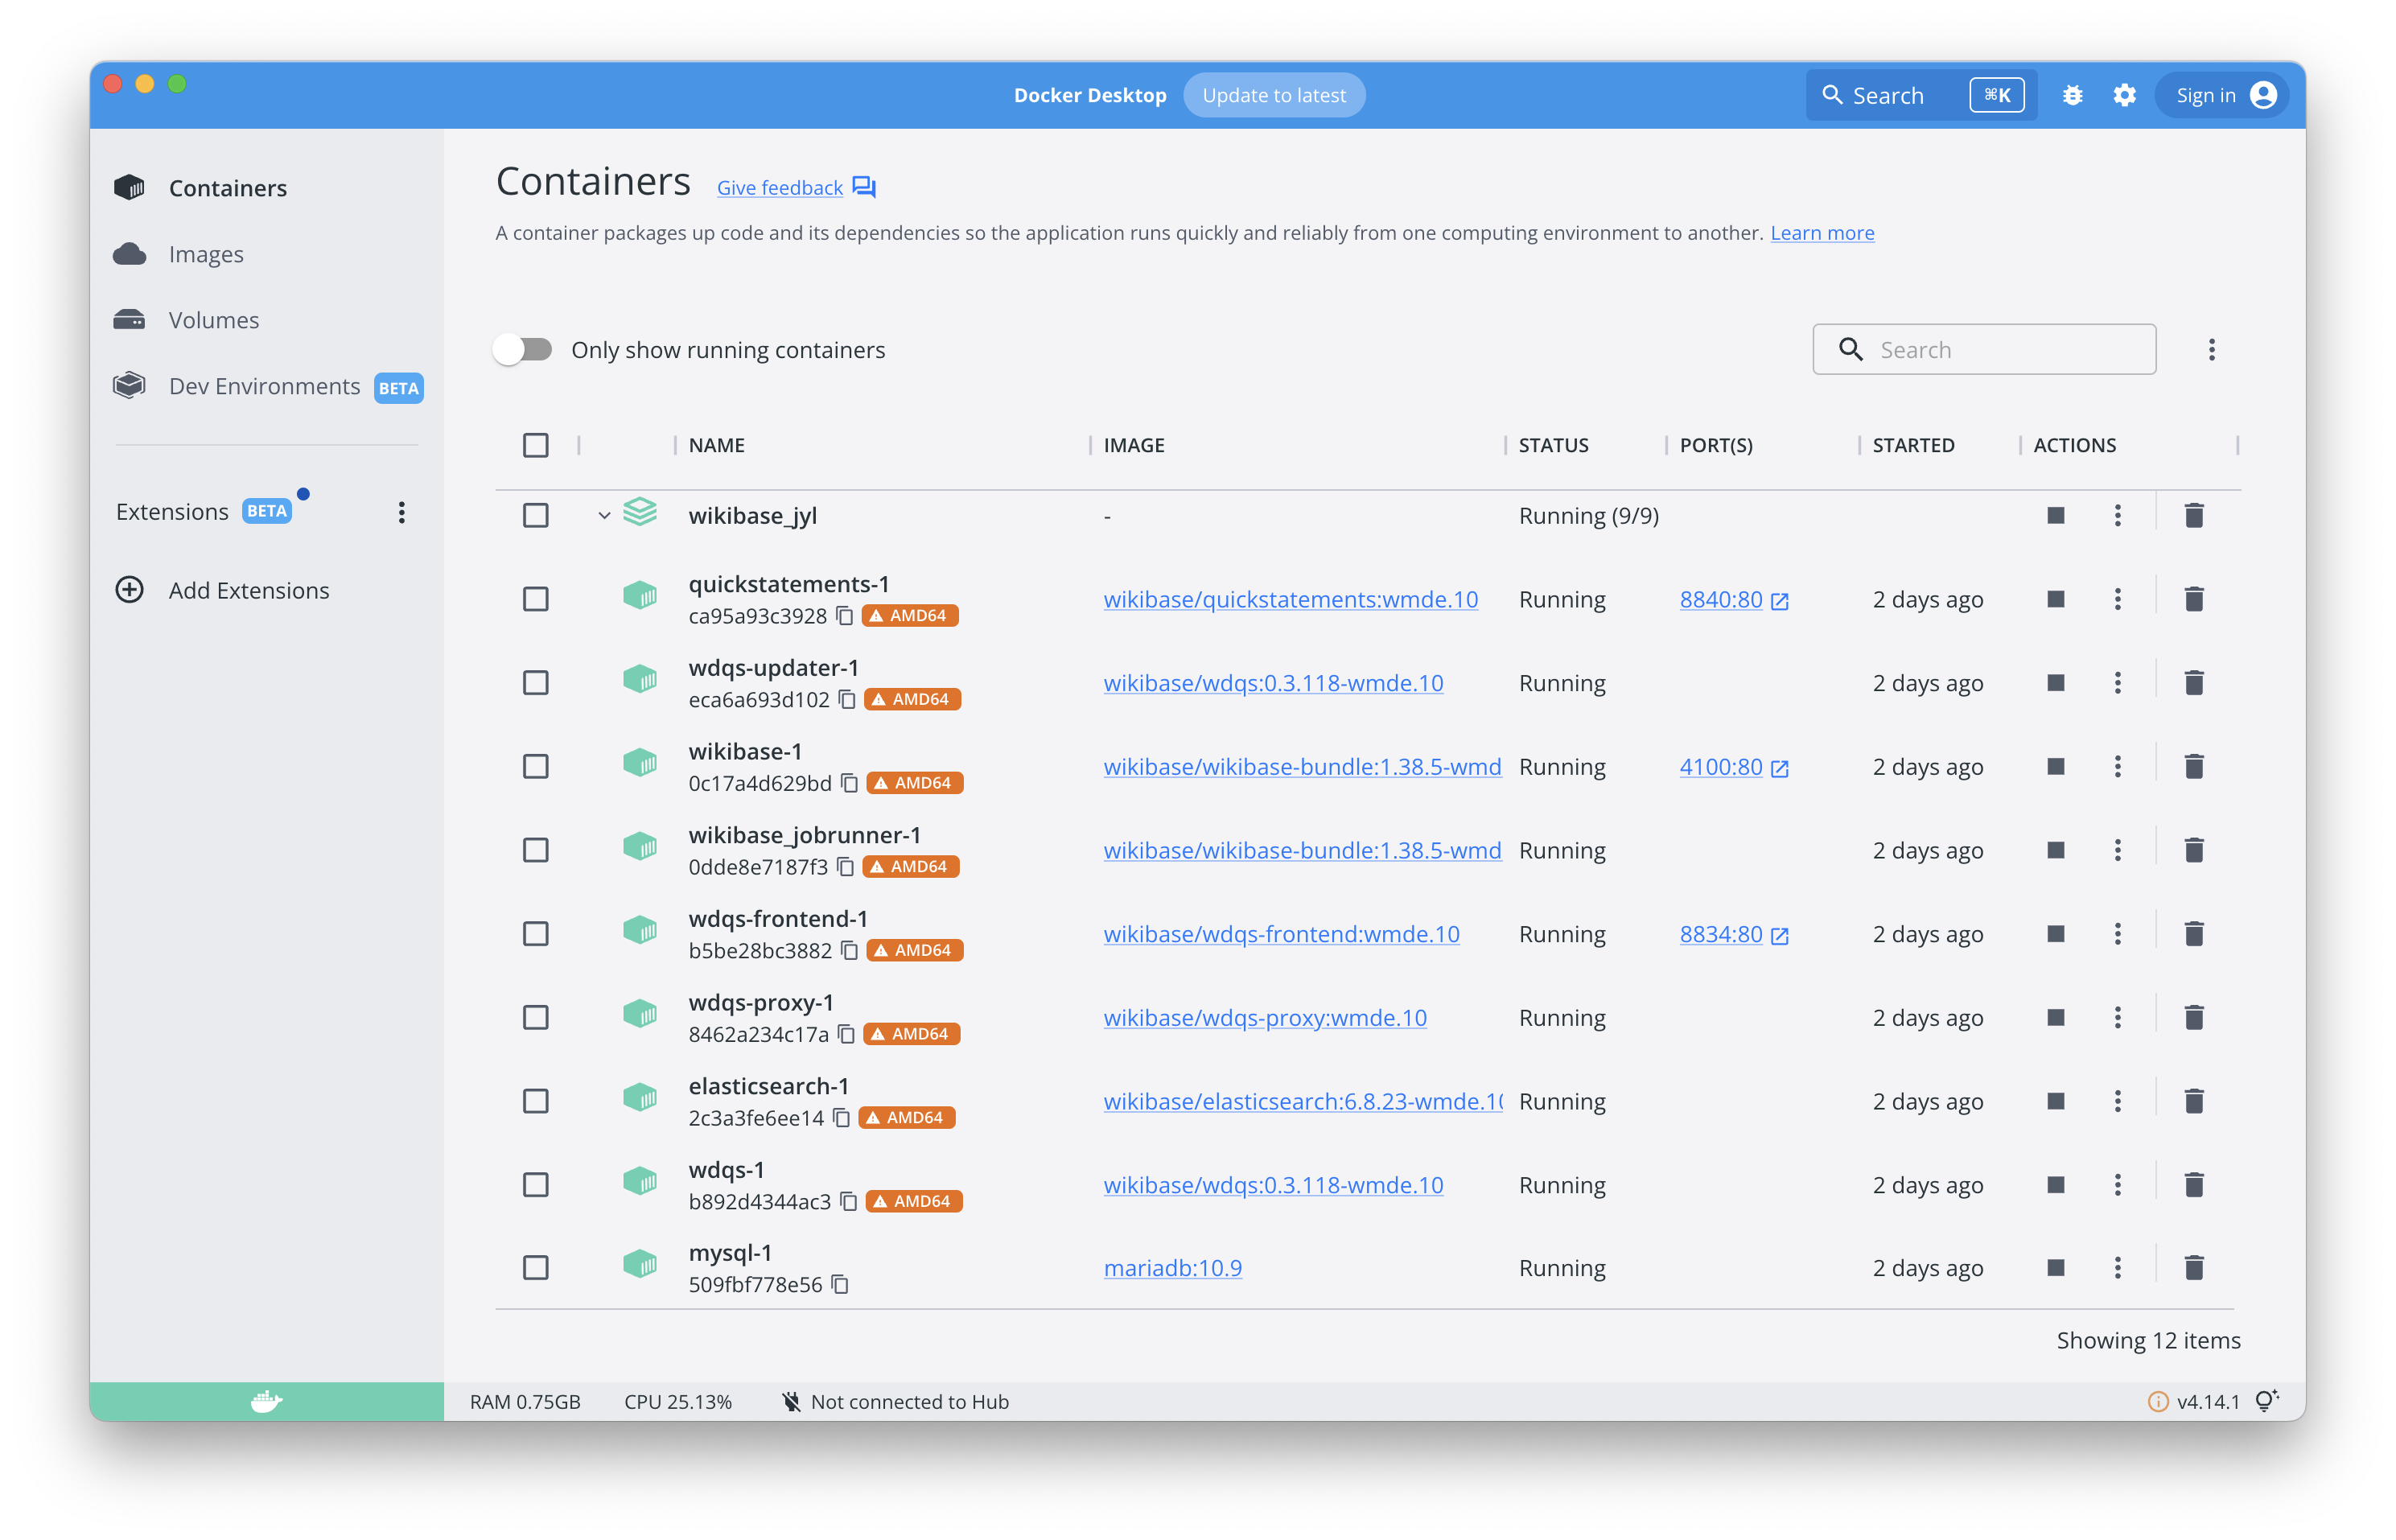 Docker Desktop Update to latest Search ⌘K Sign in
Containers
Images
Volumes
Dev Environments BETA
Extensions BETA
Add Extensions
Containers Give feedback
A container packages up code and its dependencies so the application runs quickly and reliably from one computing environment to another. Learn more
Only show running containers Search
NAME IMAGE STATUS PORT(S) STARTED ACTIONS
wikibase_jyl - Running (9/9)
quickstatements-1
ca95a93c3928 AMD64 wikibase/quickstatements:wmde.10 Running 8840:80 2 days ago
wdqs-updater-1
eca6a693d102 AMD64 wikibase/wdqs:0.3.118-wmde.10 Running 2 days ago
wikibase-1
0c17a4d629bd AMD64 wikibase/wikibase-bundle:1.38.5-wmd Running 4100:80 2 days ago
wikibase_jobrunner-1
0dde8e7187f3 AMD64 wikibase/wikibase-bundle:1.38.5-wmd Running 2 days ago
wdqs-frontend-1
b5be28bc3882 AMD64 wikibase/wdqs-frontend:wmde.10 Running 8834:80 2 days ago
wdqs-proxy-1
8462a234c17a AMD64 wikibase/wdqs-proxy:wmde.10 Running 2 days ago
elasticsearch-1
2c3a3fe6ee14 AMD64 wikibase/elasticsearch:6.8.23-wmde.10 Running 2 days ago
wdqs-1
b892d4344ac3 AMD64 wikibase/wdqs:0.3.118-wmde.10 Running 2 days ago
mysql-1
509fbf778e56 mariadb:10.9 Running 2 days ago
Showing 12 items
RAM 0.75GB CPU 25.13% Not connected to Hub v4.14.1